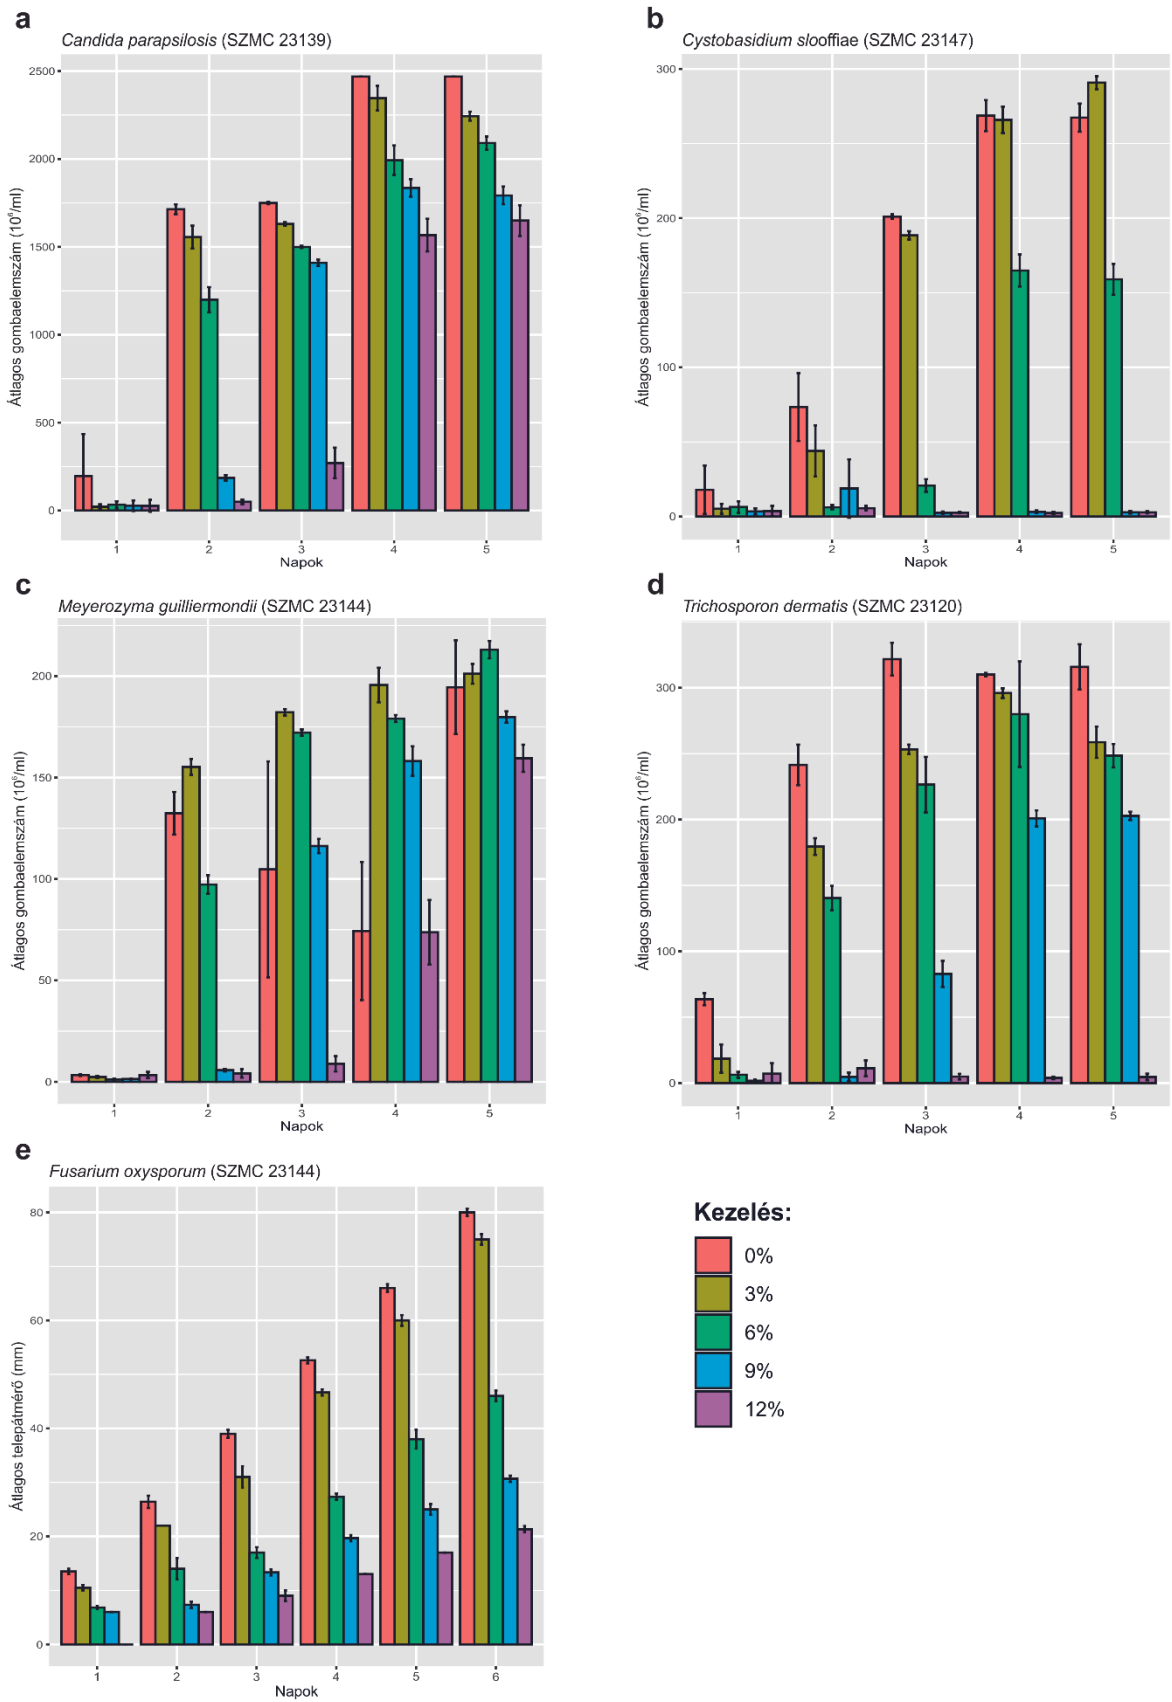 a
Candida parapsilosis (SZMC 23139)
Átlagos gombaelemszám (10⁶/ml)
2500
2000
1500
1000
500
0
1 2 3 4 5
Napok
b
Cystobasidium slooffiae (SZMC 23147)
Átlagos gombaelemszám (10⁶/ml)
300
200
100
0
1 2 3 4 5
Napok
c
Meyerozyma guilliermondii (SZMC 23144)
Átlagos gombaelemszám (10⁶/ml)
200
150
100
50
0
1 2 3 4 5
Napok
d
Trichosporon dermatis (SZMC 23120)
Átlagos gombaelemszám (10⁶/ml)
300
200
100
0
1 2 3 4 5
Napok
e
Fusarium oxysporum (SZMC 23144)
Átlagos telepátmérő (mm)
80
60
40
20
0
1 2 3 4 5 6
Napok
Kezelés:
0%
3%
6%
9%
12%